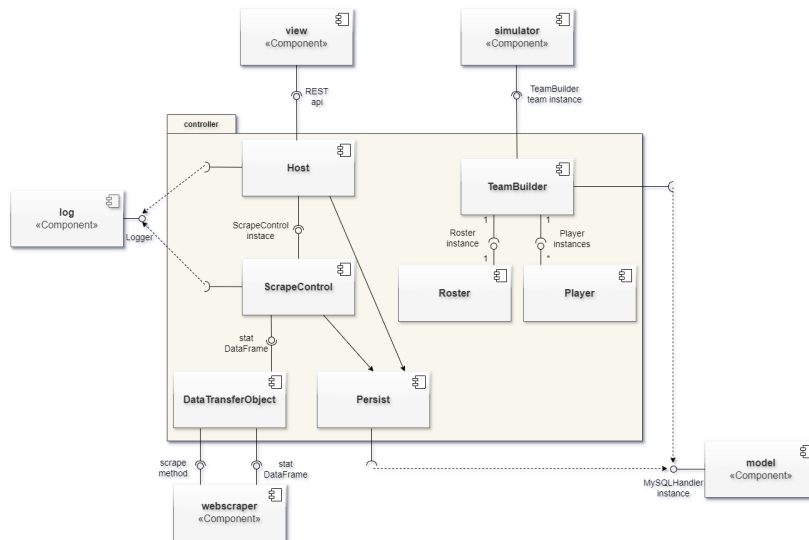 view
«Component»
simulator
«Component»
REST
api
TeamBuilder
team instance
controller
Host
TeamBuilder
log
«Component»
Logger
ScrapeControl
instace
1
1
Roster
instance
Player
instances
1
*
ScrapeControl
Roster
Player
stat
DataFrame
DataTransferObject
Persist
scrape
method
stat
DataFrame
model
«Component»
MySQLHandler
instance
webscraper
«Component»